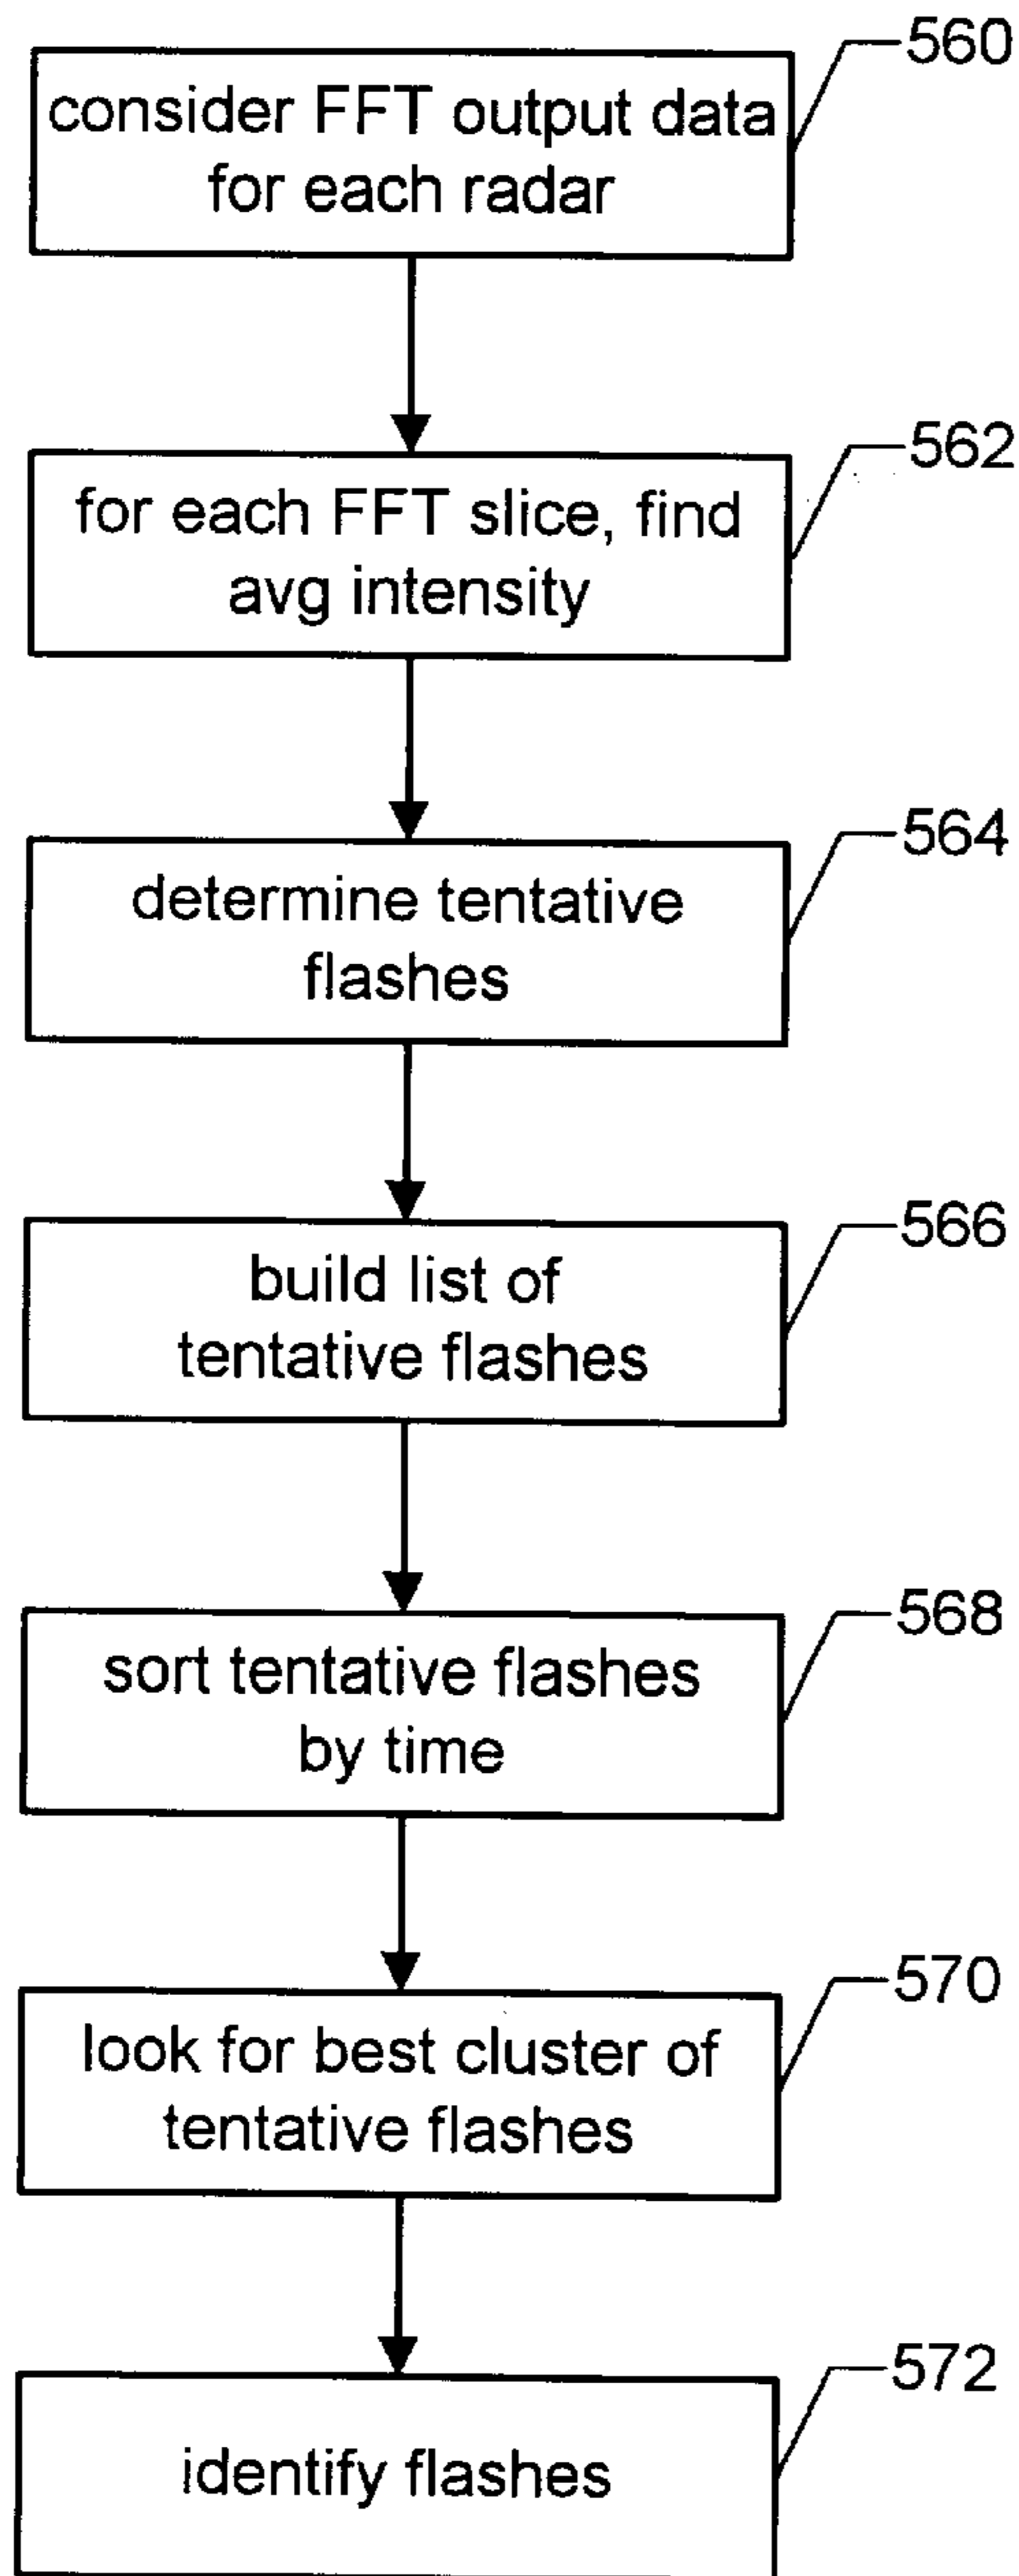 560
consider FFT output data
for each radar
562
for each FFT slice, find
avg intensity
564
determine tentative
flashes
566
build list of
tentative flashes
568
sort tentative flashes
by time
570
look for best cluster of
tentative flashes
572
identify flashes